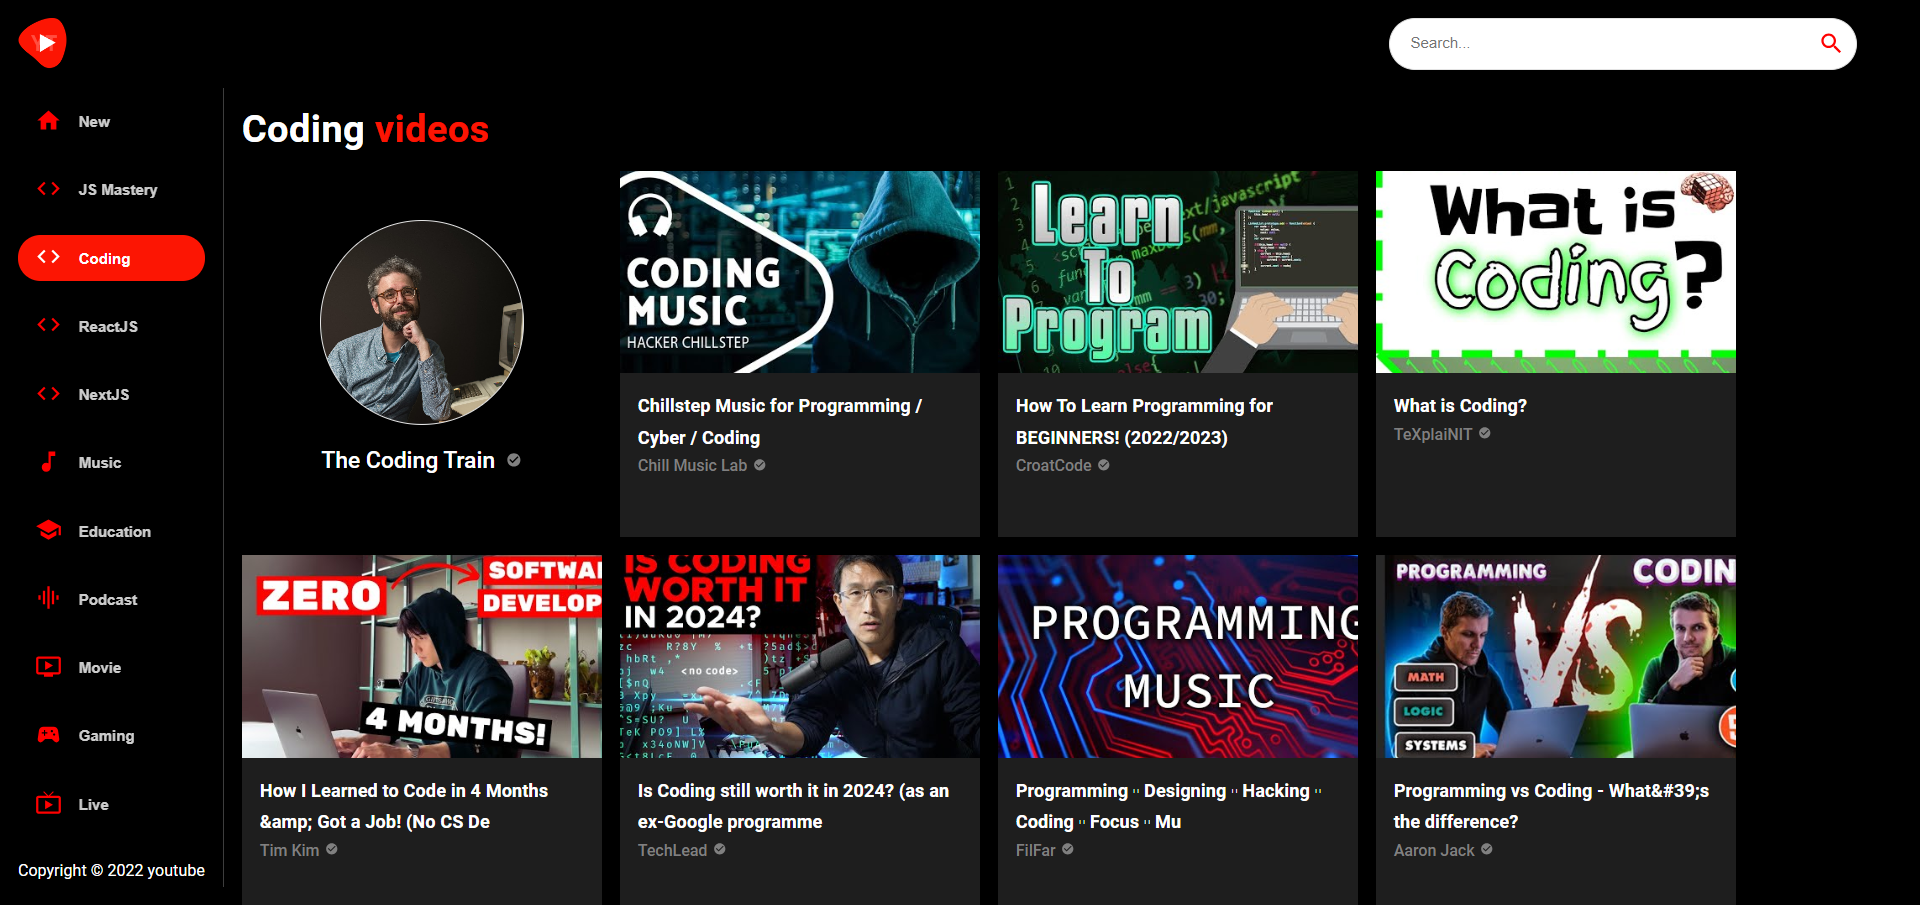 Search...
New
JS Mastery
Coding
ReactJS
NextJS
Music
Education
Podcast
Movie
Gaming
Live
Copyright © 2022 youtube
Coding videos
The Coding Train
CODING
MUSIC
HACKER CHILLSTEP
Chillstep Music for Programming /
Cyber / Coding
Chill Music Lab
Learn
To
Program
How To Learn Programming for
BEGINNERS! (2022/2023)
CroatCode
What is
Coding?
What is Coding?
TeXplaiNIT
ZERO
SOFTWA
DEVELOP
4 MONTHS!
How I Learned to Code in 4 Months
&amp; Got a Job! (No CS De
Tim Kim
IS CODING
WORTH IT
IN 2024?
<no code>
Is Coding still worth it in 2024? (as an
ex-Google programme
TechLead
PROGRAMMING
MUSIC
Programming " Designing " Hacking "
Coding " Focus " Mu
FilFar
PROGRAMMING
CODIN
VS
MATH
LOGIC
SYSTEMS
Programming vs Coding - What&#39;s
the difference?
Aaron Jack